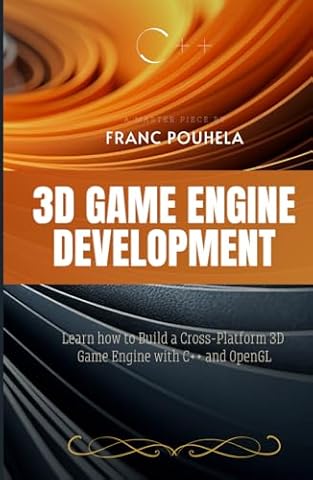 C++
A MASTER PIECE BY
FRANC POUHELA
3D GAME ENGINE
DEVELOPMENT
Learn how to Build a Cross-Platform 3D
Game Engine with C++ and OpenGL